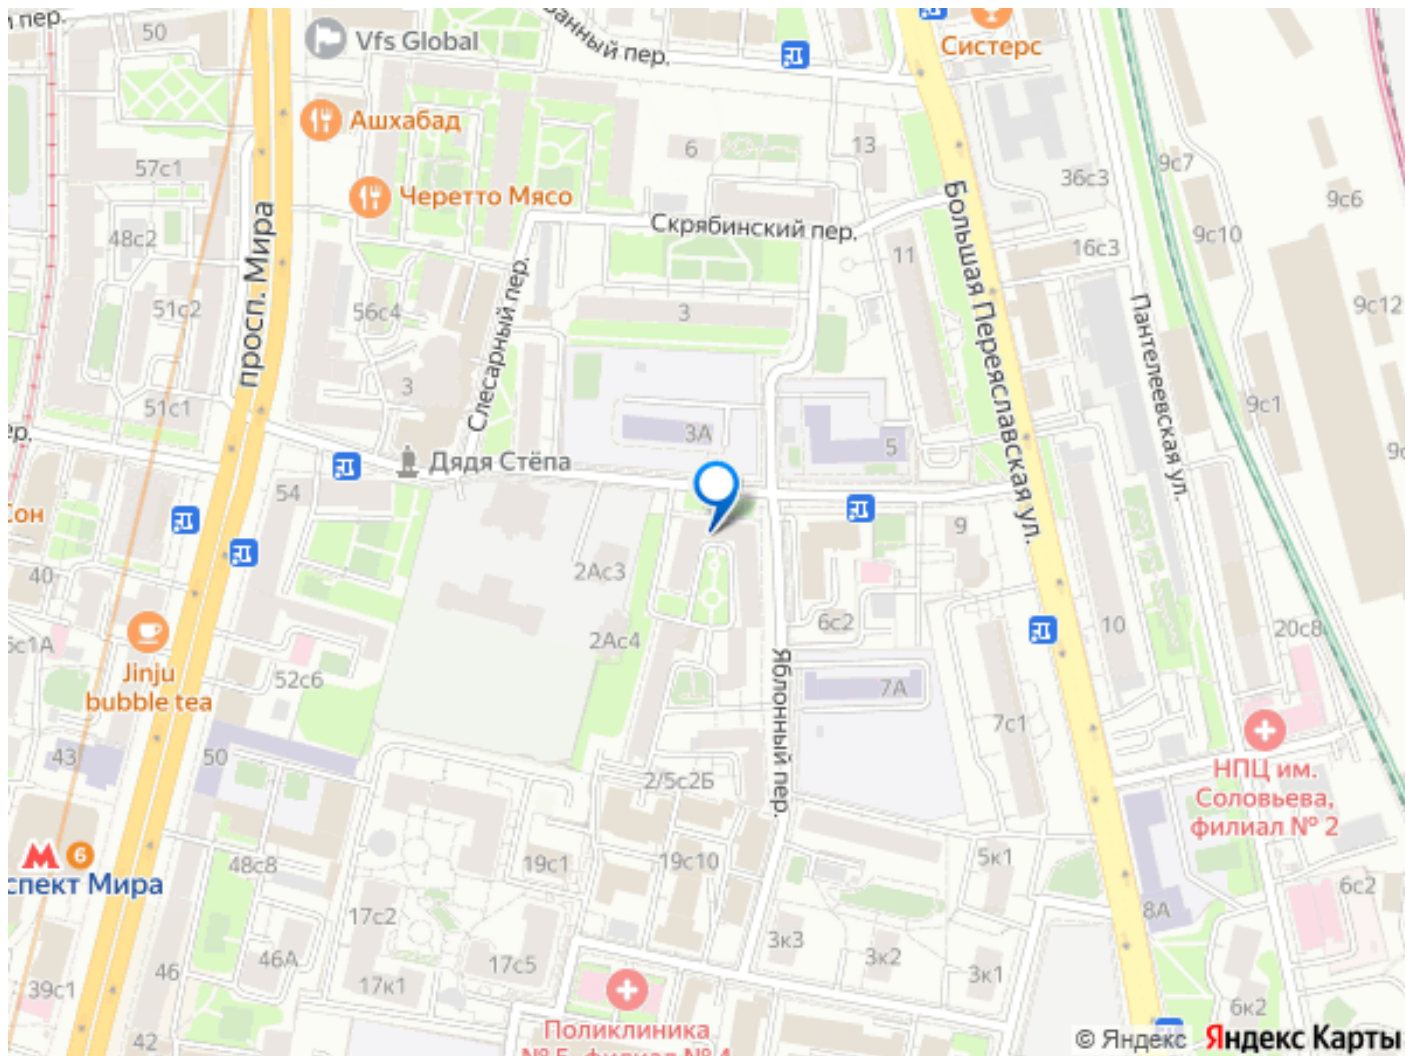 пер.
50
Vfs Global
Систерс
пер.
Ашхабад
6
13
9с7
57с1
36с3
Черетто Мясо
9с6
просп. Мира
48с2
Скрябинский пер.
Большая Переяславская ул.
9с10
11
16с3
Слесарный пер.
51с2
56с4
3
Пантелеевская ул.
9с12
3
51с1
9с1
3А
5
Дядя Стёпа
54
9
40
2Ас3
6с2
10
20с8
2Ас4
Jinju
bubble tea
52с6
Яблонный пер.
7А
7с1
43
50
2/5с2Б
НПЦ им.
Соловьева,
филиал № 2
6
спект Мира
48с8
19с1
19с10
5к1
6с2
17с2
8А
3к3
46
46А
17с5
3к2
3к1
39с1
17к1
6к2
Поликлиника
42
© Яндекс Яндекс Карты